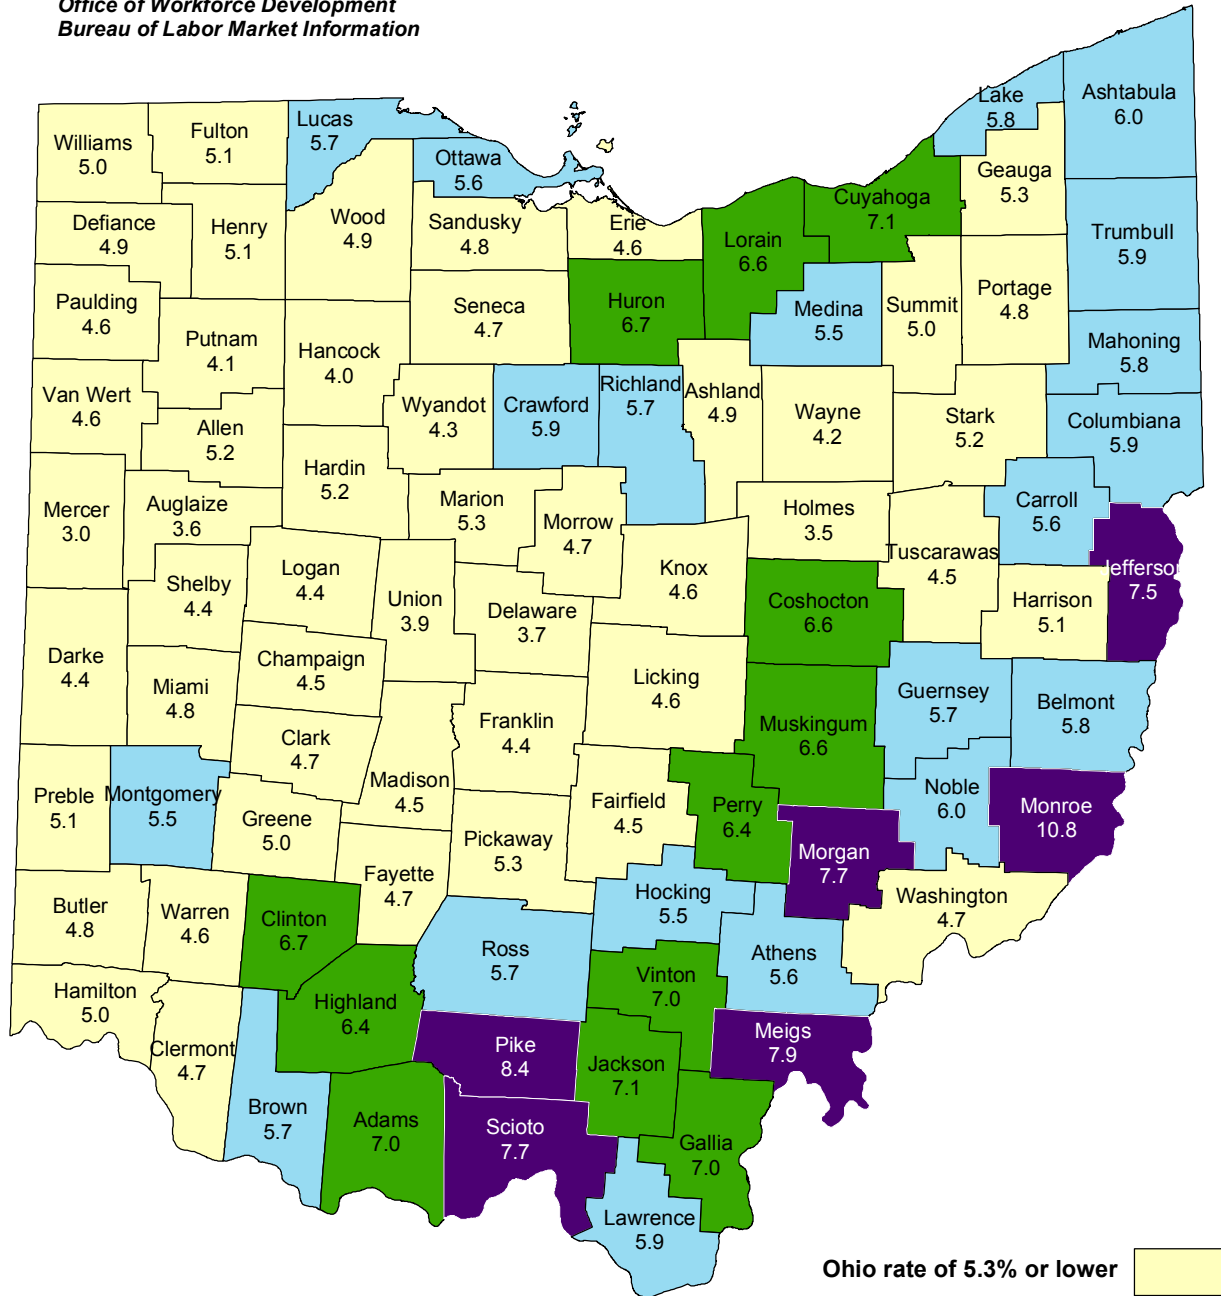 Office of Workforce Development
Bureau of Labor Market Information
Lake
5.8
Ashtabula
6.0
Williams
5.0
Fulton
5.1
Lucas
5.7
Ottawa
5.6
Geauga
5.3
Cuyahoga
7.1
Defiance
4.9
Henry
5.1
Wood
4.9
Sandusky
4.8
Erie
4.6
Lorain
6.6
Trumbull
5.9
Paulding
4.6
Putnam
4.1
Hancock
4.0
Seneca
4.7
Huron
6.7
Medina
5.5
Summit
5.0
Portage
4.8
Mahoning
5.8
Van Wert
4.6
Allen
5.2
Wyandot
4.3
Crawford
5.9
Richland
5.7
Ashland
4.9
Wayne
4.2
Stark
5.2
Columbiana
5.9
Mercer
3.0
Auglaize
3.6
Hardin
5.2
Marion
5.3
Morrow
4.7
Holmes
3.5
Carroll
5.6
Tuscarawas
4.5
Jefferson
7.5
Shelby
4.4
Logan
4.4
Union
3.9
Delaware
3.7
Knox
4.6
Coshocton
6.6
Harrison
5.1
Darke
4.4
Miami
4.8
Champaign
4.5
Licking
4.6
Guernsey
5.7
Belmont
5.8
Clark
4.7
Franklin
4.4
Muskingum
6.6
Preble
5.1
Montgomery
5.5
Greene
5.0
Madison
4.5
Fairfield
4.5
Perry
6.4
Noble
6.0
Monroe
10.8
Pickaway
5.3
Morgan
7.7
Fayette
4.7
Hocking
5.5
Washington
4.7
Butler
4.8
Warren
4.6
Clinton
6.7
Ross
5.7
Athens
5.6
Hamilton
5.0
Highland
6.4
Vinton
7.0
Clermont
4.7
Pike
8.4
Jackson
7.1
Meigs
7.9
Brown
5.7
Adams
7.0
Scioto
7.7
Gallia
7.0
Lawrence
5.9
Ohio rate of 5.3% or lower